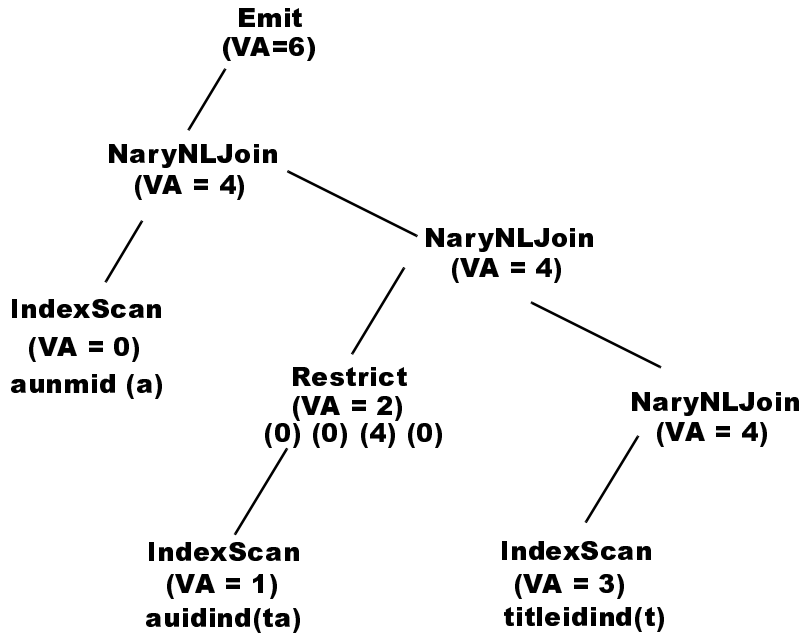 Emit
(VA=6)
NaryNLJoin
(VA = 4)
NaryNLJoin
(VA = 4)
IndexScan
(VA = 0)
aunmid (a)
Restrict
(VA = 2)
(0) (0) (4) (0)
NaryNLJoin
(VA = 4)
IndexScan
(VA = 1)
auidind(ta)
IndexScan
(VA = 3)
titleidind(t)